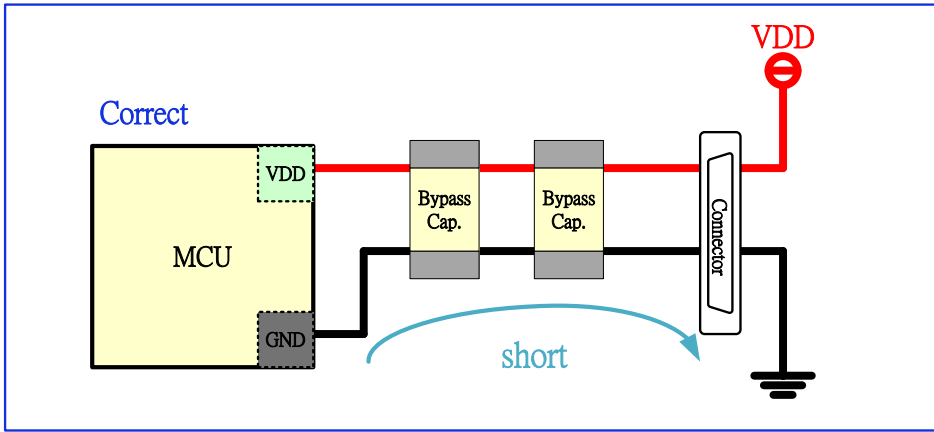 VDD
Correct
VDD
Bypass
Cap.
Bypass
Cap.
Connector
MCU
GND
short